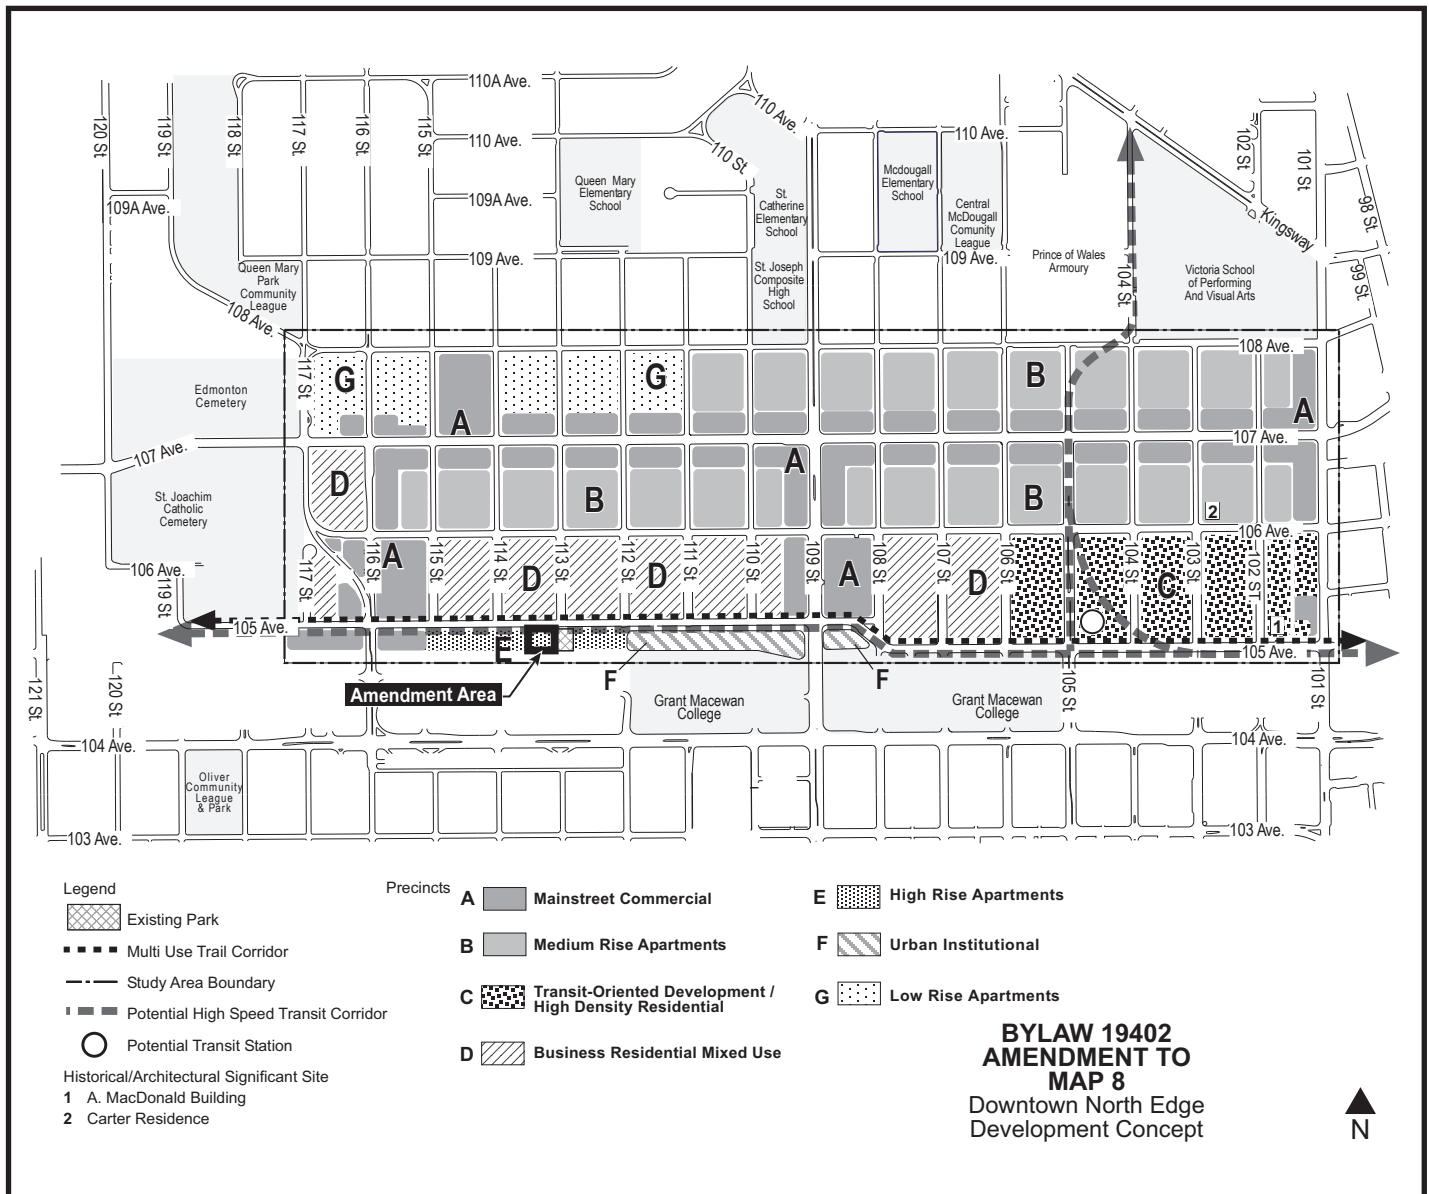 110A Ave.
110 Ave.
110 Ave.
110 Ave.
120 St.
119 St.
118 St.
117 St.
116 St.
115 St.
110 St.
102 St.
101 St.
Queen Mary
Elementary
School
Mcdougall
Elementary
School
St.
Catherine
Elementary
School
109A Ave.
109A Ave.
Central
McDougall
Comunity
League
98 St.
Kingsway
109 Ave.
109 Ave.
Prince of Wales
Armoury
Queen Mary
Park
Community
League
St. Joseph
Composite
High
School
104 St.
Victoria School
of Performing
And Visual Arts
99 St.
108 Ave.
108 Ave.
117 St.
G
G
B
A
A
Edmonton
Cemetery
107 Ave.
107 Ave.
A
D
B
B
St. Joachim
Catholic
Cemetery
2
106 Ave.
106 Ave.
119 St.
117 St.
116 St.
A
115 St.
114 St.
D
113 St.
112 St.
D
111 St.
110 St.
109 St.
A
108 St.
107 St.
D
106 St.
104 St.
C
103 St.
102 ST.
1
105 Ave.
105 Ave.
E
F
F
Amendment Area
Grant Macewan
College
Grant Macewan
College
121 St.
120 St.
105 St.
101 St.
104 Ave.
104 Ave.
Oliver
Community
League
& Park
103 Ave.
103 Ave.
Legend
Existing Park
Multi Use Trail Corridor
Study Area Boundary
Potential High Speed Transit Corridor
Potential Transit Station
Historical/Architectural Significant Site
1 A. MacDonald Building
2 Carter Residence
Precincts
A Mainstreet Commercial
B Medium Rise Apartments
C Transit-Oriented Development /
High Density Residential
D Business Residential Mixed Use
E High Rise Apartments
F Urban Institutional
G Low Rise Apartments
BYLAW 19402
AMENDMENT TO
MAP 8
Downtown North Edge
Development Concept
N